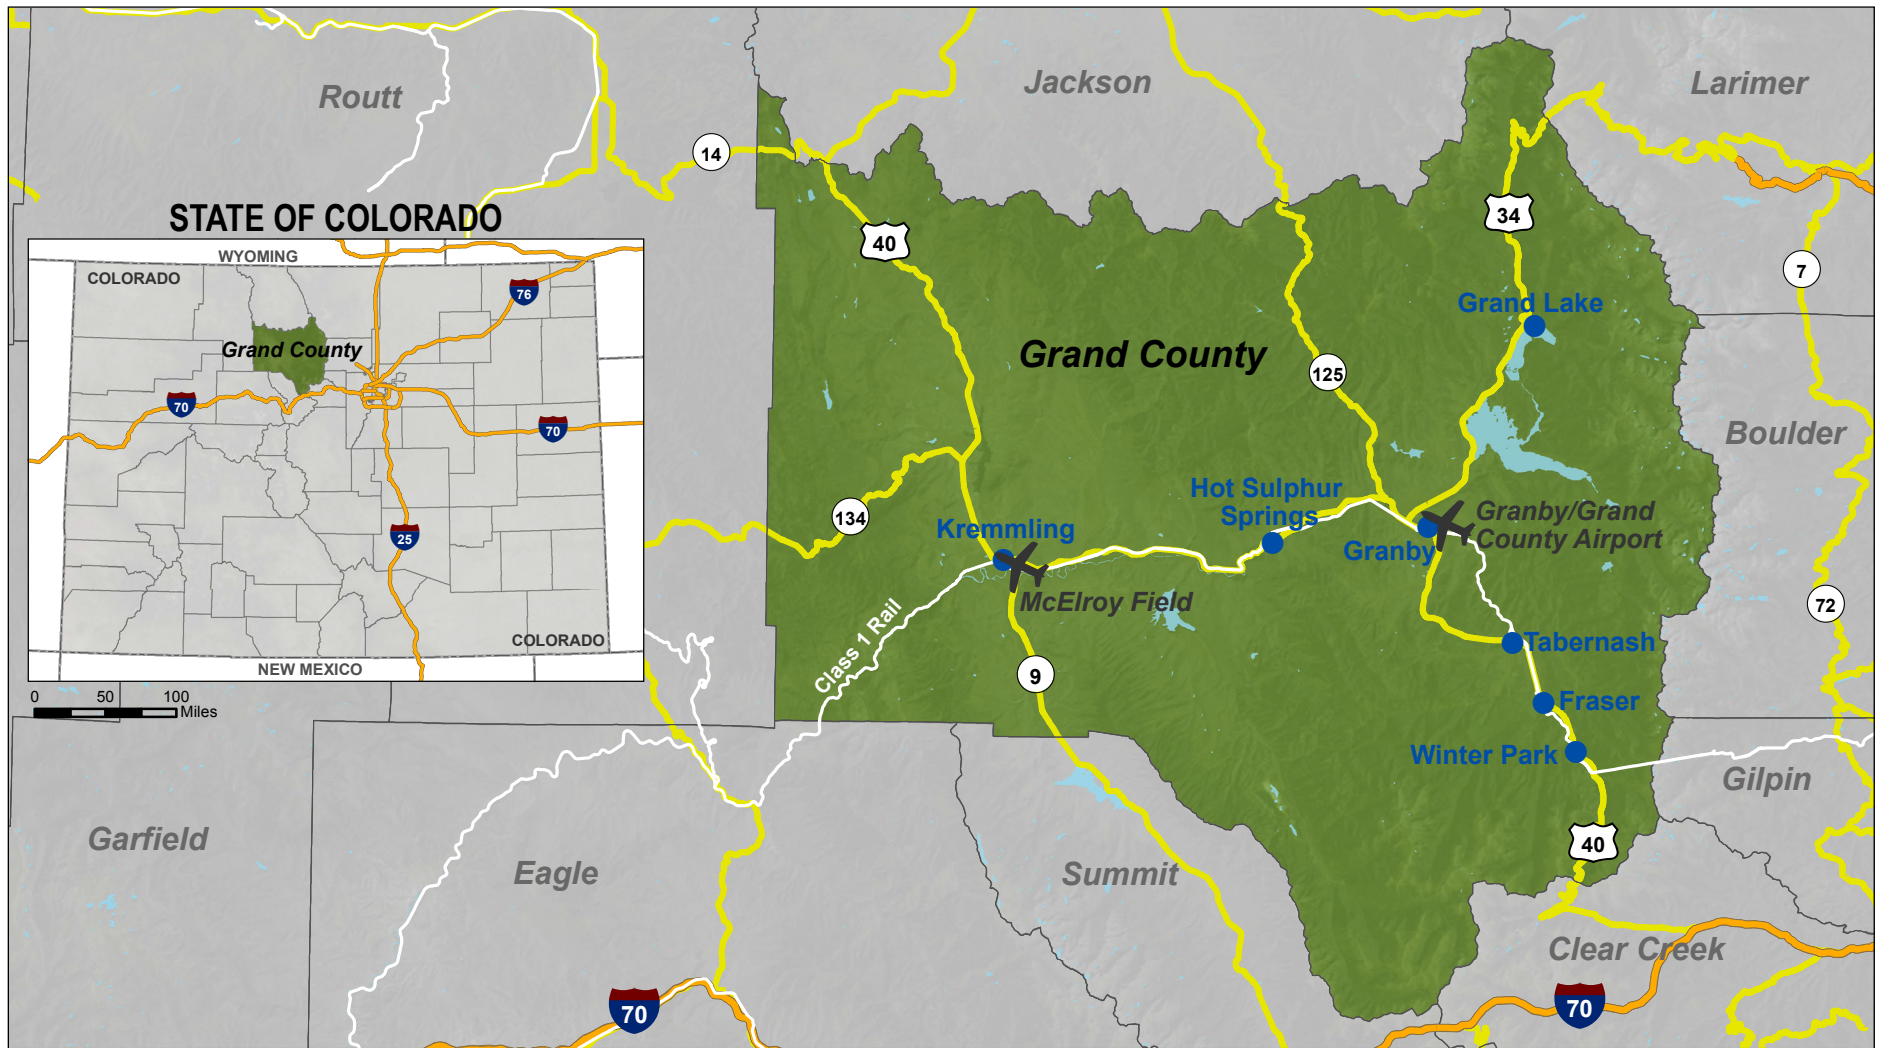 Routt
Jackson
Larimer
14
STATE OF COLORADO
40
34
7
WYOMING
COLORADO
76
Grand County
70
70
25
COLORADO
NEW MEXICO
0 50 100
Miles
Grand Lake
Grand County
125
Boulder
Hot Sulphur
Springs
134
Kremmling
Granby/Grand
County Airport
Granby
McElroy Field
72
Class 1 Rail
Tabernash
9
Fraser
Winter Park
Gilpin
Garfield
Eagle
Summit
40
Clear Creek
70
70